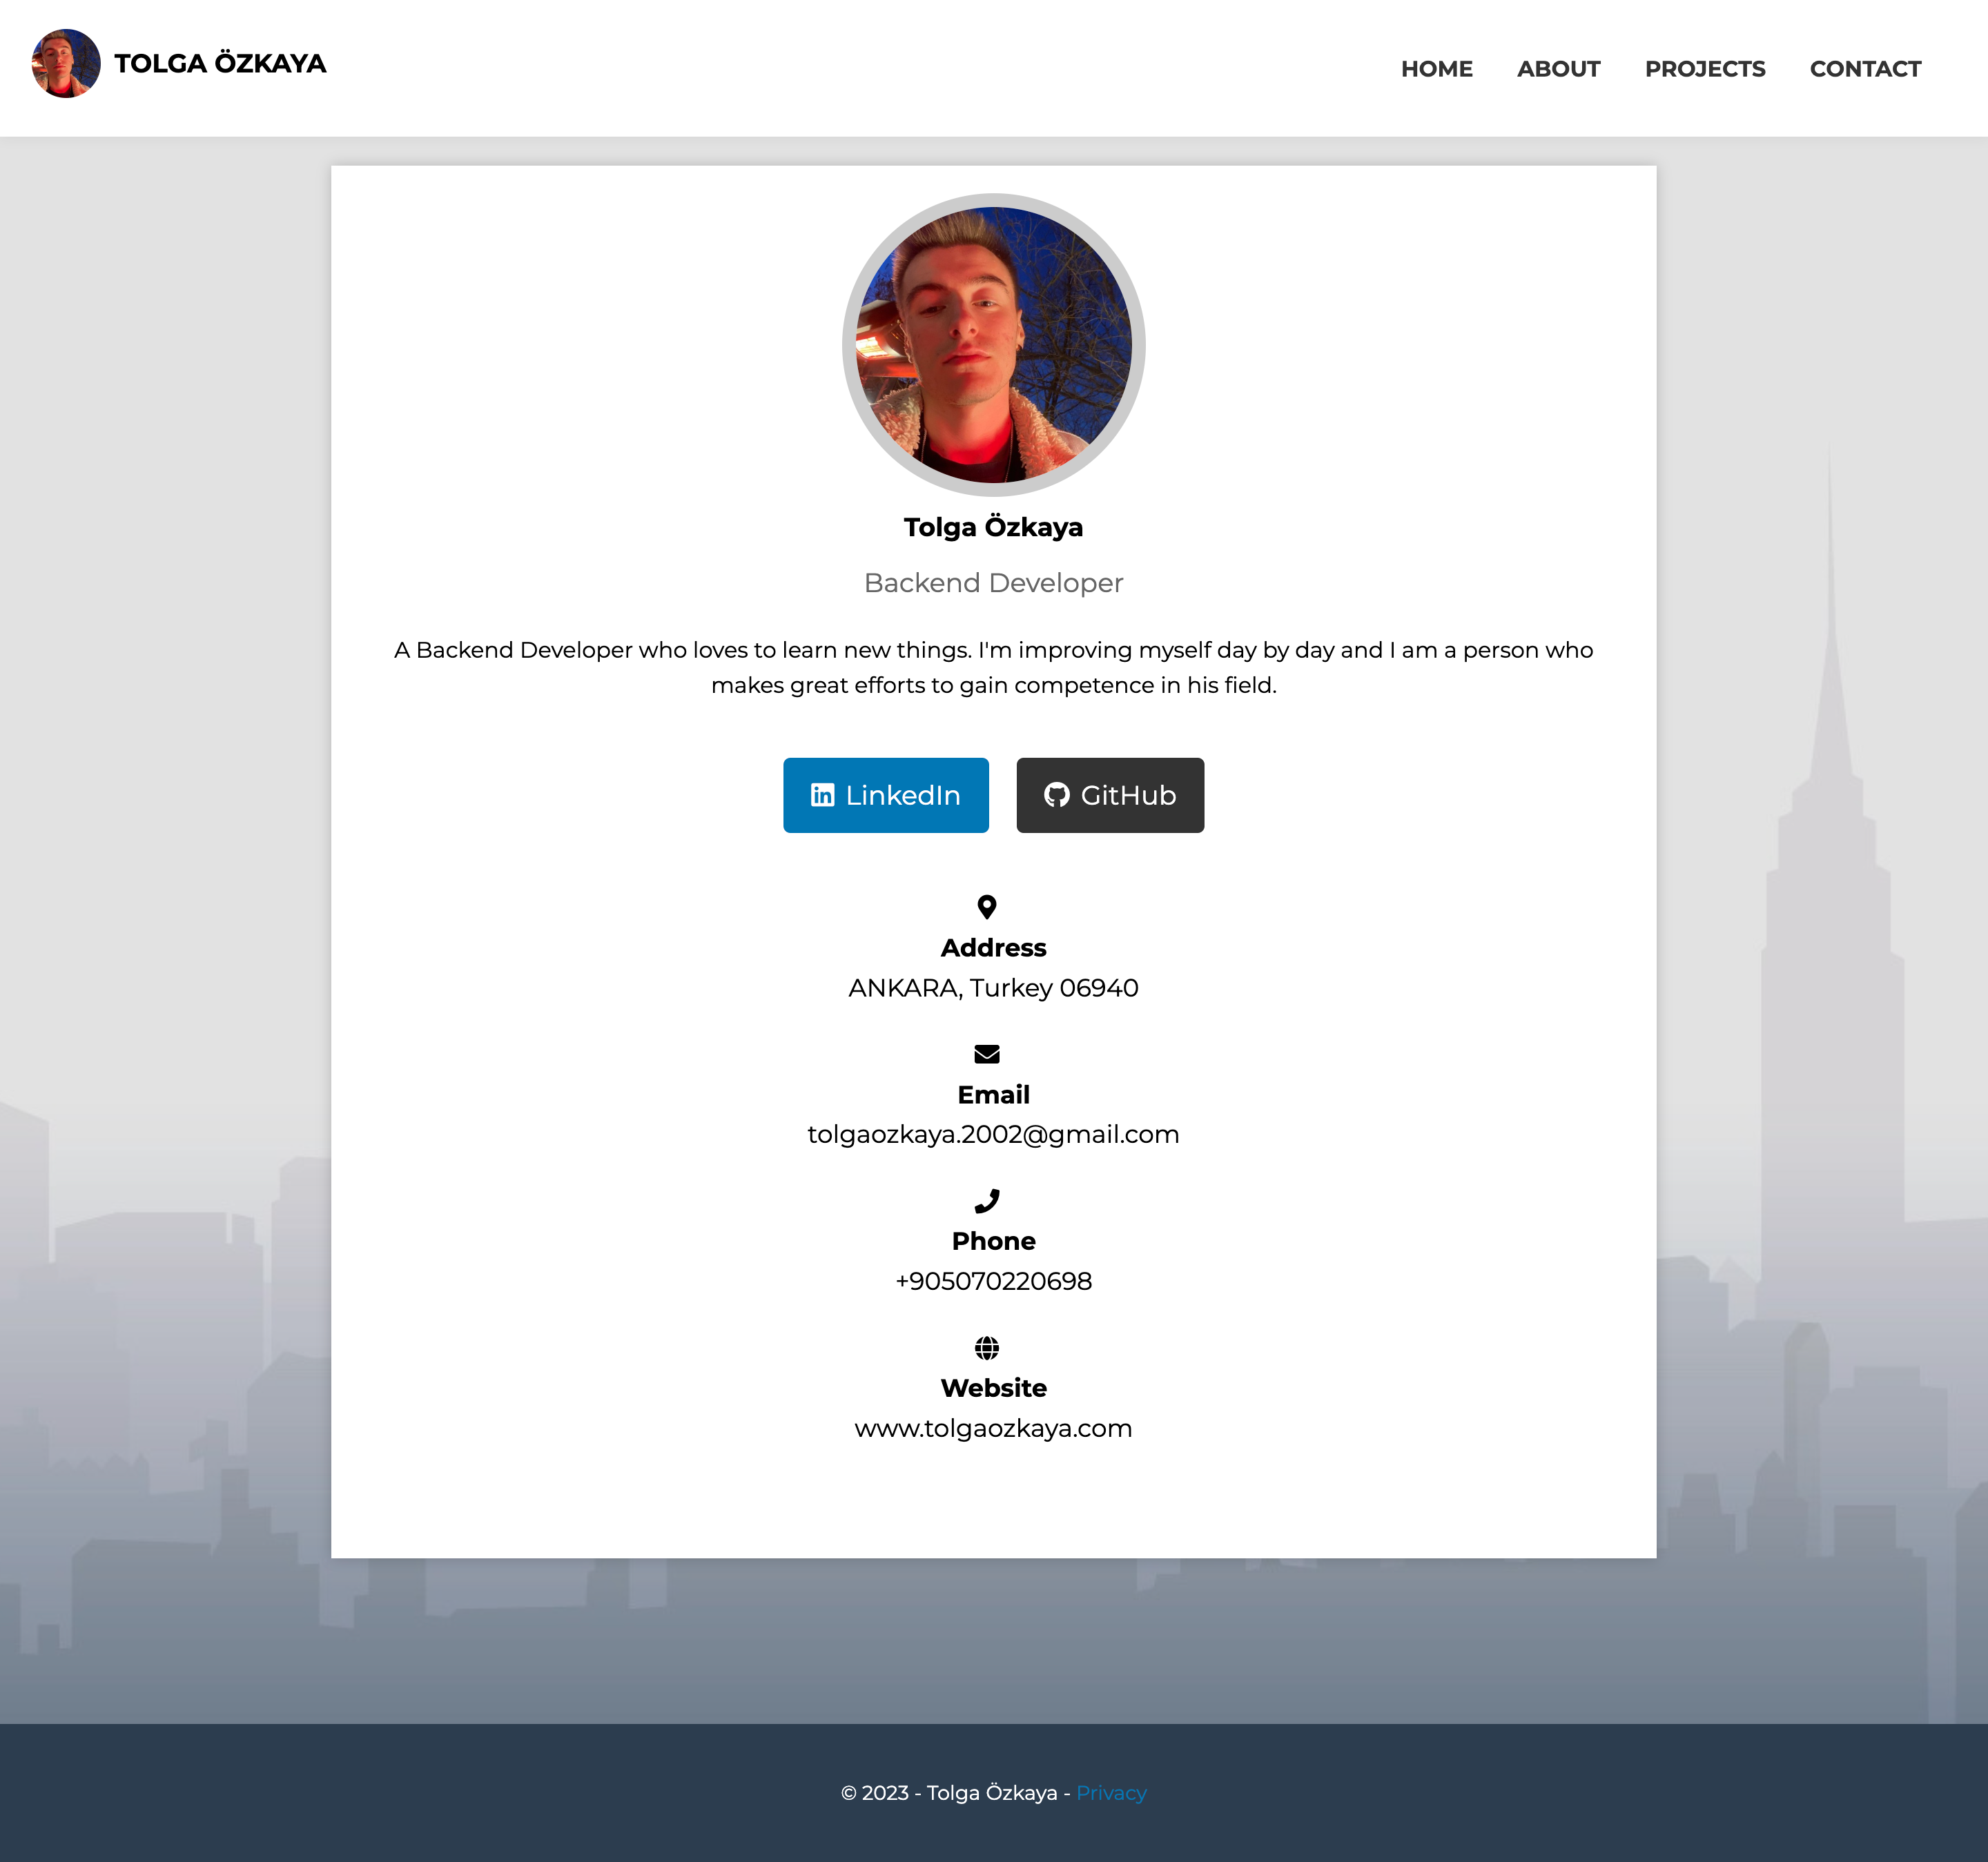 TOLGA ÖZKAYA
HOME ABOUT PROJECTS CONTACT
Tolga Özkaya
Backend Developer
A Backend Developer who loves to learn new things. I'm improving myself day by day and I am a person who
makes great efforts to gain competence in his field.
LinkedIn GitHub
Address
ANKARA, Turkey 06940
Email
tolgaozkaya.2002@gmail.com
Phone
+905070220698
Website
www.tolgaozkaya.com
© 2023 - Tolga Özkaya - Privacy